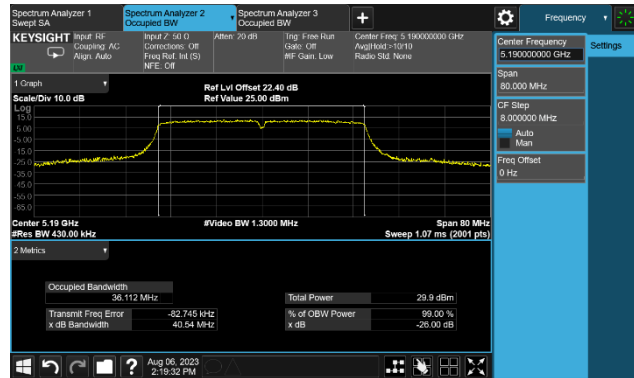 Spectrum Analyzer 1
Swept SA
Spectrum Analyzer 2
Occupied BW
Spectrum Analyzer 3
Occupied BW
Frequency
KEYSIGHT
Input: RF
Coupling: AC
Align: Auto
Input Z: 50 Ω
Corrections: Off
Freq Ref: Int (S)
NFE: Off
Atten: 20 dB
Trig: Free Run
Gate: Off
#IF Gain: Low
Center Freq: 5.190000000 GHz
Avg|Hold:>10/10
Radio Std: None
LV
Center Frequency
5.190000000 GHz
Settings
Span
80.000 MHz
CF Step
8.000000 MHz
Auto
Man
Freq Offset
0 Hz
1 Graph
Scale/Div 10.0 dB
Ref Lvl Offset 22.40 dB
Ref Value 25.00 dBm
Log
15.0
5.00
-5.00
-15.0
-25.0
-35.0
-45.0
-55.0
-65.0
Center 5.19 GHz
#Res BW 430.00 kHz
#Video BW 1.3000 MHz
Span 80 MHz
Sweep 1.07 ms (2001 pts)
2 Metrics
Occupied Bandwidth
36.112 MHz
Total Power 29.9 dBm
Transmit Freq Error -82.745 kHz
% of OBW Power 99.00 %
x dB Bandwidth 40.54 MHz
x dB -26.00 dB
?
Aug 06, 2023
2:19:32 PM